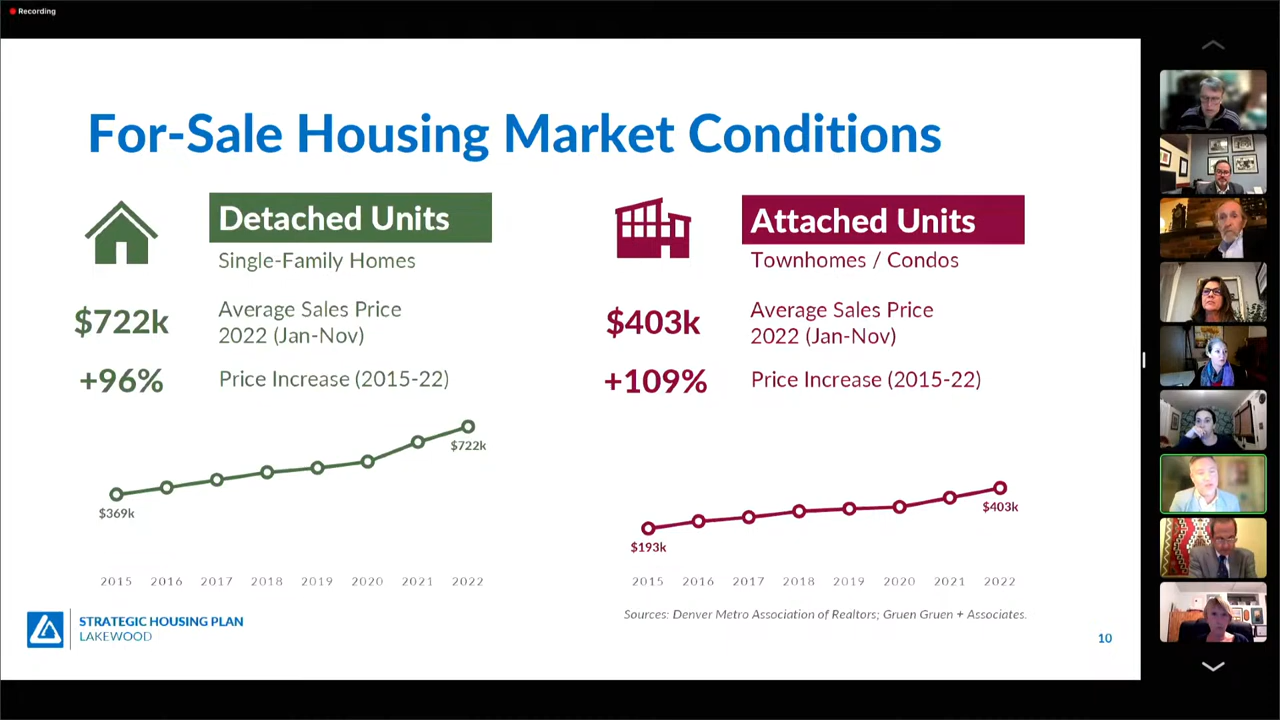 Recording
For-Sale Housing Market Conditions
Detached Units
Single-Family Homes
$722k
Average Sales Price
2022 (Jan-Nov)
+96%
Price Increase (2015-22)
$722k
$369k
2015 2016 2017 2018 2019 2020 2021 2022
Attached Units
Townhomes / Condos
$403k
Average Sales Price
2022 (Jan-Nov)
+109%
Price Increase (2015-22)
$403k
$193k
2015 2016 2017 2018 2019 2020 2021 2022
Sources: Denver Metro Association of Realtors; Gruen Gruen + Associates.
STRATEGIC HOUSING PLAN
LAKEWOOD
10